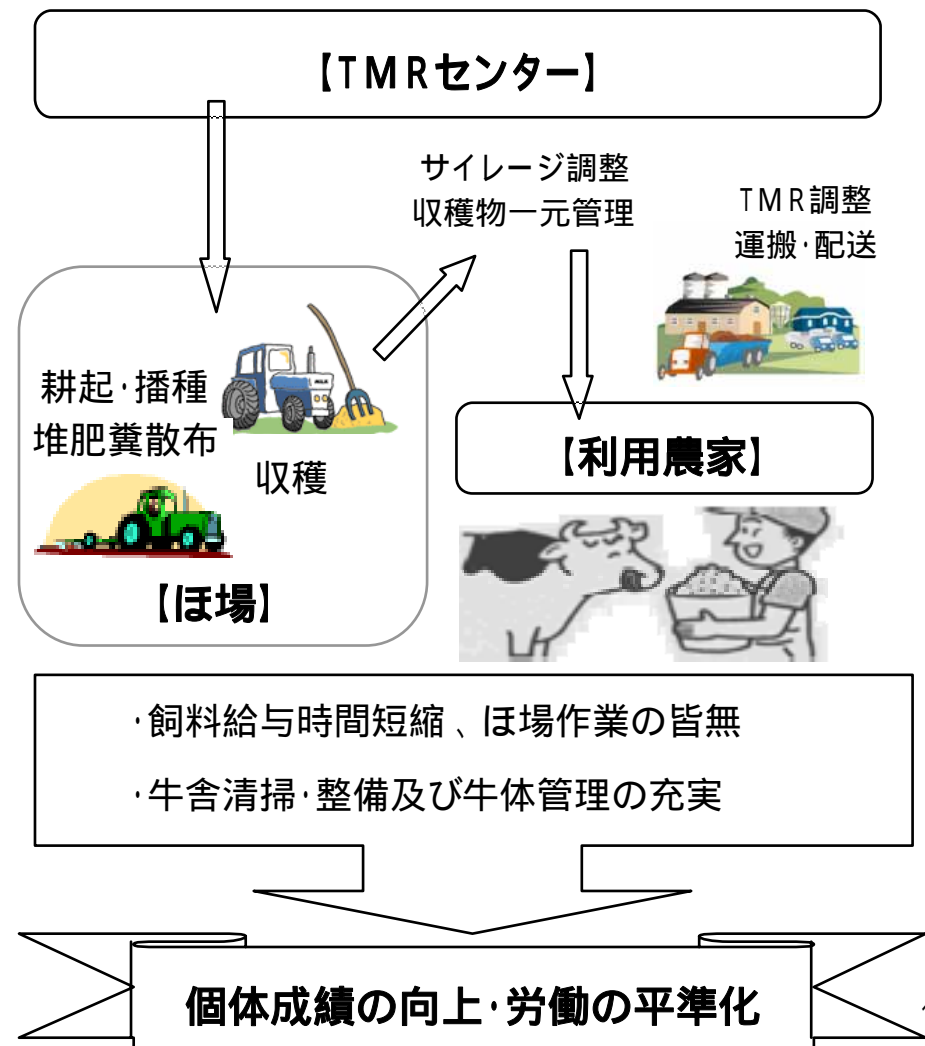 【TMRセンター】
サイレージ調整
収穫物一元管理
TMR調整
運搬･配送
耕起･播種
堆肥糞散布
収穫
【ほ場】
【利用農家】
･飼料給与時間短縮、ほ場作業の皆無
･牛舎清掃･整備及び牛体管理の充実
個体成績の向上･労働の平準化